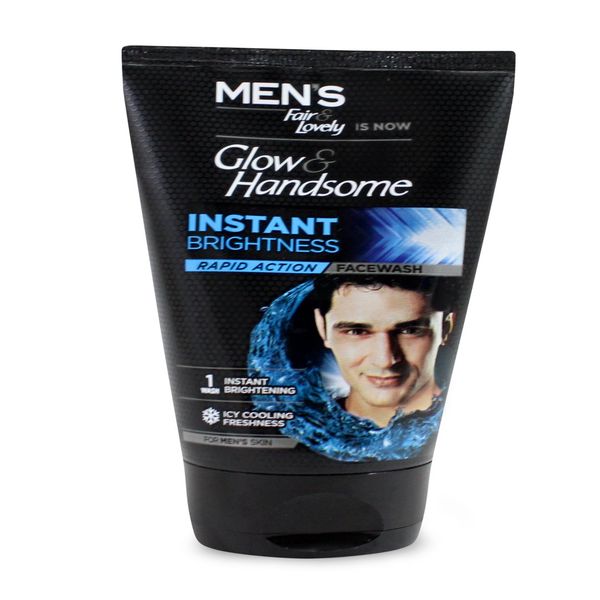 MEN'S
Fair &
Lovely IS NOW
Glow &
Handsome
INSTANT
BRIGHTNESS
RAPID ACTION / FACEWASH
1 WASH INSTANT
BRIGHTENING
ICY COOLING
FRESHNESS
FOR MEN'S SKIN